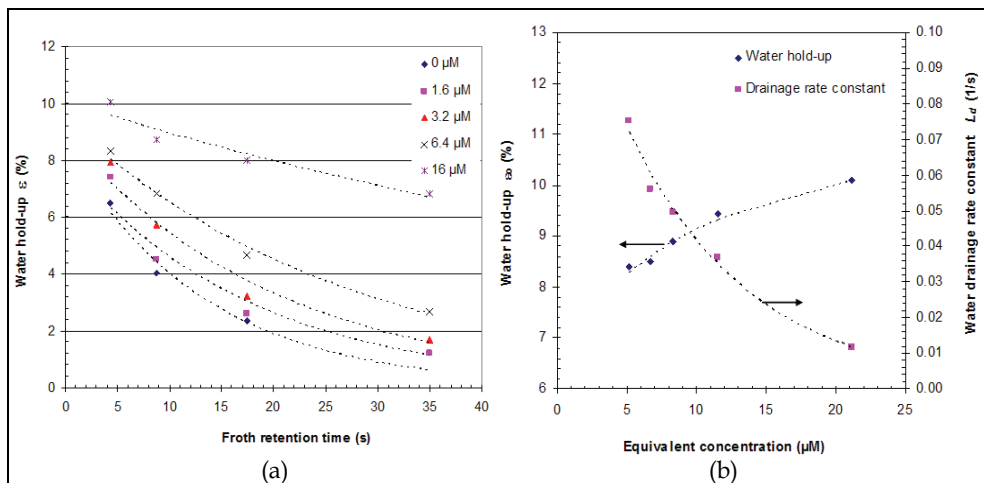 12
10
8
6
4
2
0
0 5 10 15 20 25 30 35 40
Water hold-up ε (%)
Froth retention time (s)
0 µM
1.6 µM
3.2 µM
6.4 µM
16 µM
(a)
13
12
11
10
9
8
7
6
0 5 10 15 20 25
Water hold-up ε₀ (%)
Equivalent concentration (µM)
Water hold-up
Drainage rate constant
0.10
0.09
0.08
0.07
0.06
0.05
0.04
0.03
0.02
0.01
0.00
Water drainage rate constant L_d (1/s)
(b)